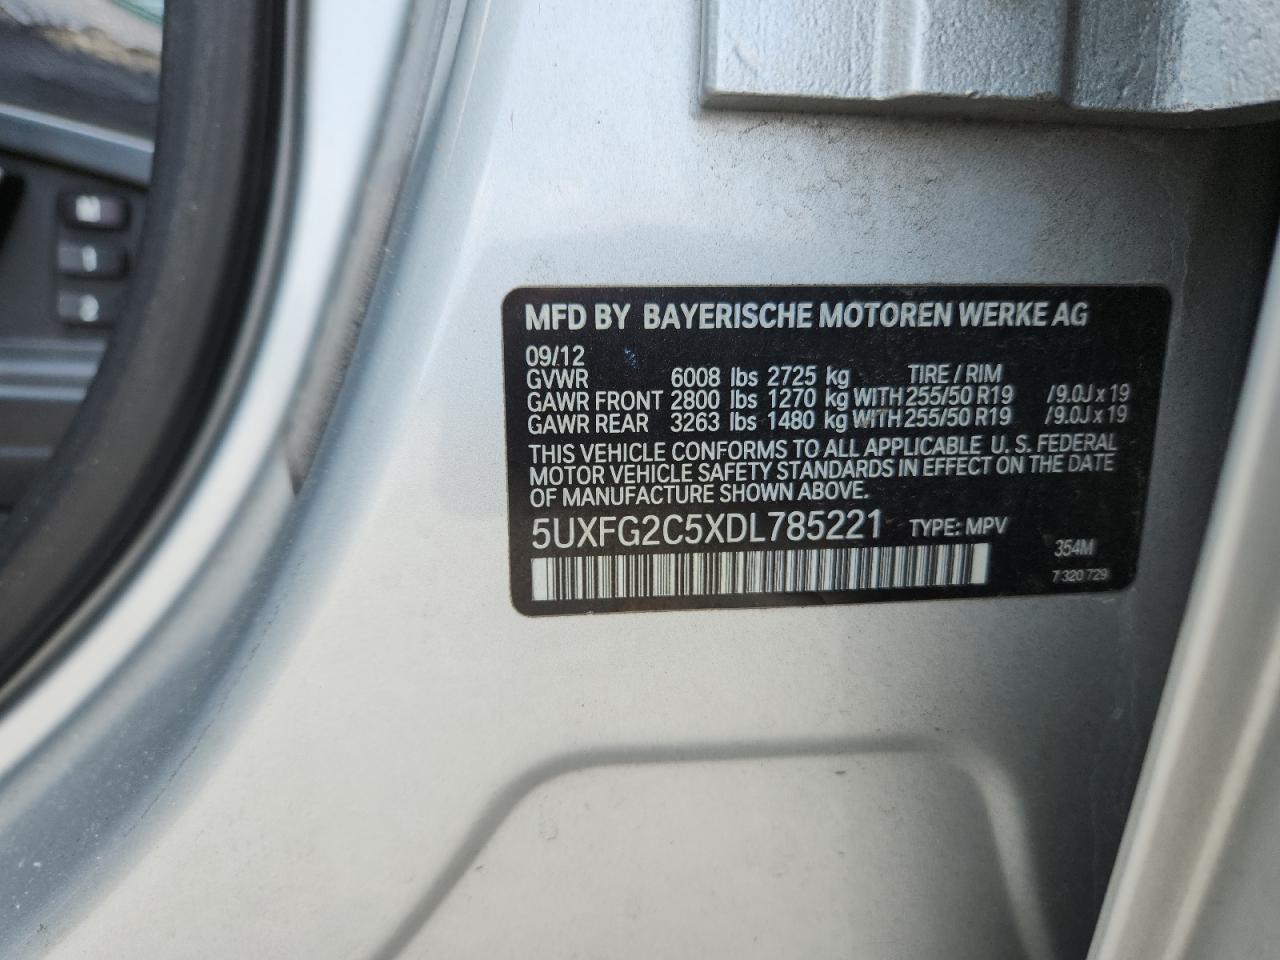 MFD BY BAYERISCHE MOTOREN WERKE AG
09/12
GVWR 6008 lbs 2725 kg TIRE / RIM
GAWR FRONT 2800 lbs 1270 kg WITH 255/50 R19 /9.0J x 19
GAWR REAR 3263 lbs 1480 kg WITH 255/50 R19 /9.0J x 19
THIS VEHICLE CONFORMS TO ALL APPLICABLE U. S. FEDERAL
MOTOR VEHICLE SAFETY STANDARDS IN EFFECT ON THE DATE
OF MANUFACTURE SHOWN ABOVE.
5UXFG2C5XDL785221 TYPE: MPV
354M
7 320 729